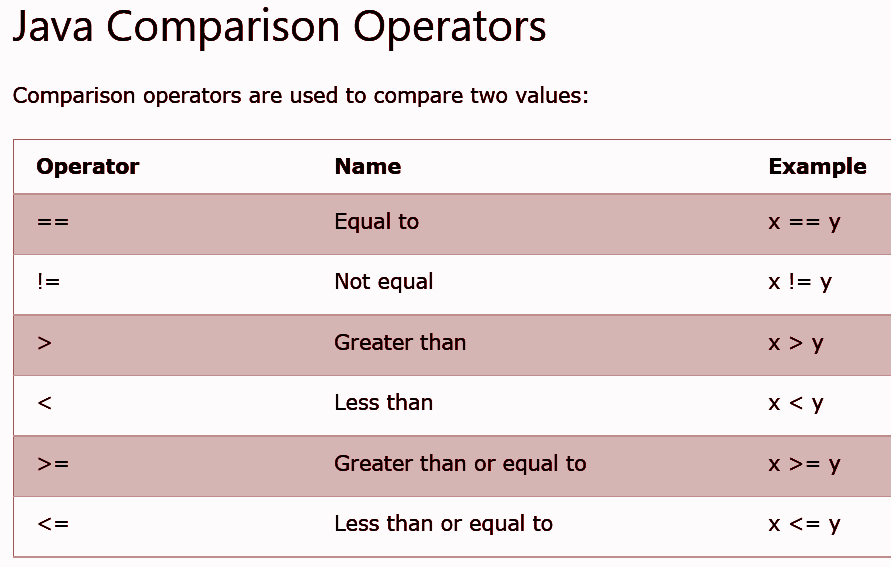 Java Comparison Operators
Comparison operators are used to compare two values:
Operator Name Example
== Equal to x == y
!= Not equal x != y
> Greater than x > y
< Less than x < y
>= Greater than or equal to x >= y
<= Less than or equal to x <= y